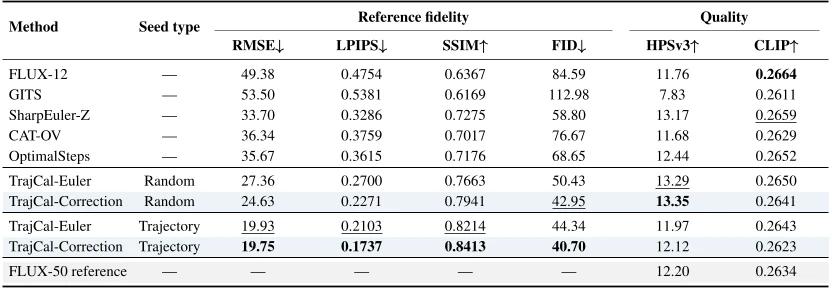 Method Seed type Reference fidelity Quality
RMSE↓ LPIPS↓ SSIM↑ FID↓ HPSv3↑ CLIP↑
FLUX-12 — 49.38 0.4754 0.6367 84.59 11.76 0.2664
GITS — 53.50 0.5381 0.6169 112.98 7.83 0.2611
SharpEuler-Z — 33.70 0.3286 0.7275 58.80 13.17 0.2659
CAT-OV — 36.34 0.3759 0.7017 76.67 11.68 0.2629
OptimalSteps — 35.67 0.3615 0.7176 68.65 12.44 0.2652
TrajCal-Euler Random 27.36 0.2700 0.7663 50.43 13.29 0.2650
TrajCal-Correction Random 24.63 0.2271 0.7941 42.95 13.35 0.2641
TrajCal-Euler Trajectory 19.93 0.2103 0.8214 44.34 11.97 0.2643
TrajCal-Correction Trajectory 19.75 0.1737 0.8413 40.70 12.12 0.2623
FLUX-50 reference — — — — — 12.20 0.2634